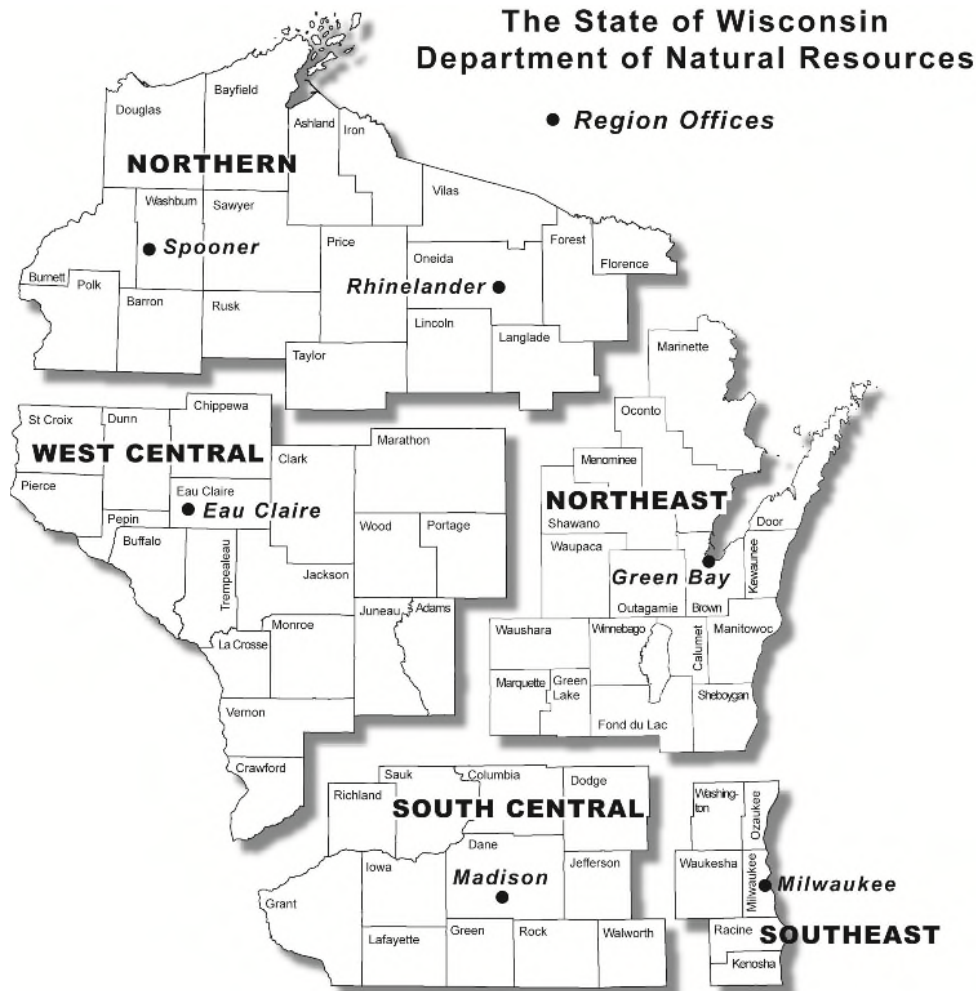 The State of Wisconsin
Department of Natural Resources
Region Offices
Douglas
Bayfield
Ashland
Iron
NORTHERN
Vilas
Washburn
Sawyer
Spooner
Price
Oneida
Forest
Florence
Burnett
Polk
Rhinelander
Barron
Rusk
Lincoln
Langlade
Taylor
Marinette
Chippewa
St Croix
Dunn
Oconto
WEST CENTRAL
Clark
Marathon
Menominee
Pierce
Eau Claire
Eau Claire
NORTHEAST
Pepin
Buffalo
Trempealeau
Wood
Portage
Shawano
Door
Waupaca
Kewaunee
Jackson
Green Bay
Juneau
Adams
Outagamie
Brown
Monroe
La Crosse
Waushara
Winnebago
Calumet
Manitowoc
Marquette
Green
Lake
Sheboygan
Vernon
Fond du Lac
Crawford
Sauk
Columbia
Dodge
Richland
SOUTH CENTRAL
Washing-
ton
Ozaukee
Dane
Iowa
Jefferson
Waukesha
Milwaukee
Madison
Milwaukee
Grant
Lafayette
Green
Rock
Walworth
Racine
SOUTHEAST
Kenosha